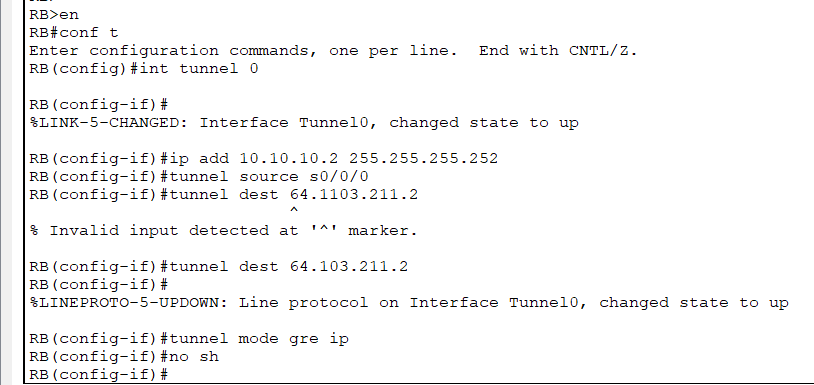 RB>en
RB#conf t
Enter configuration commands, one per line.  End with CNTL/Z.
RB(config)#int tunnel 0
RB(config-if)#
%LINK-5-CHANGED: Interface Tunnel0, changed state to up
RB(config-if)#ip add 10.10.10.2 255.255.255.252
RB(config-if)#tunnel source s0/0/0
RB(config-if)#tunnel dest 64.1103.211.2
^
% Invalid input detected at '^' marker.
RB(config-if)#tunnel dest 64.103.211.2
RB(config-if)#
%LINEPROTO-5-UPDOWN: Line protocol on Interface Tunnel0, changed state to up
RB(config-if)#tunnel mode gre ip
RB(config-if)#no sh
RB(config-if)#